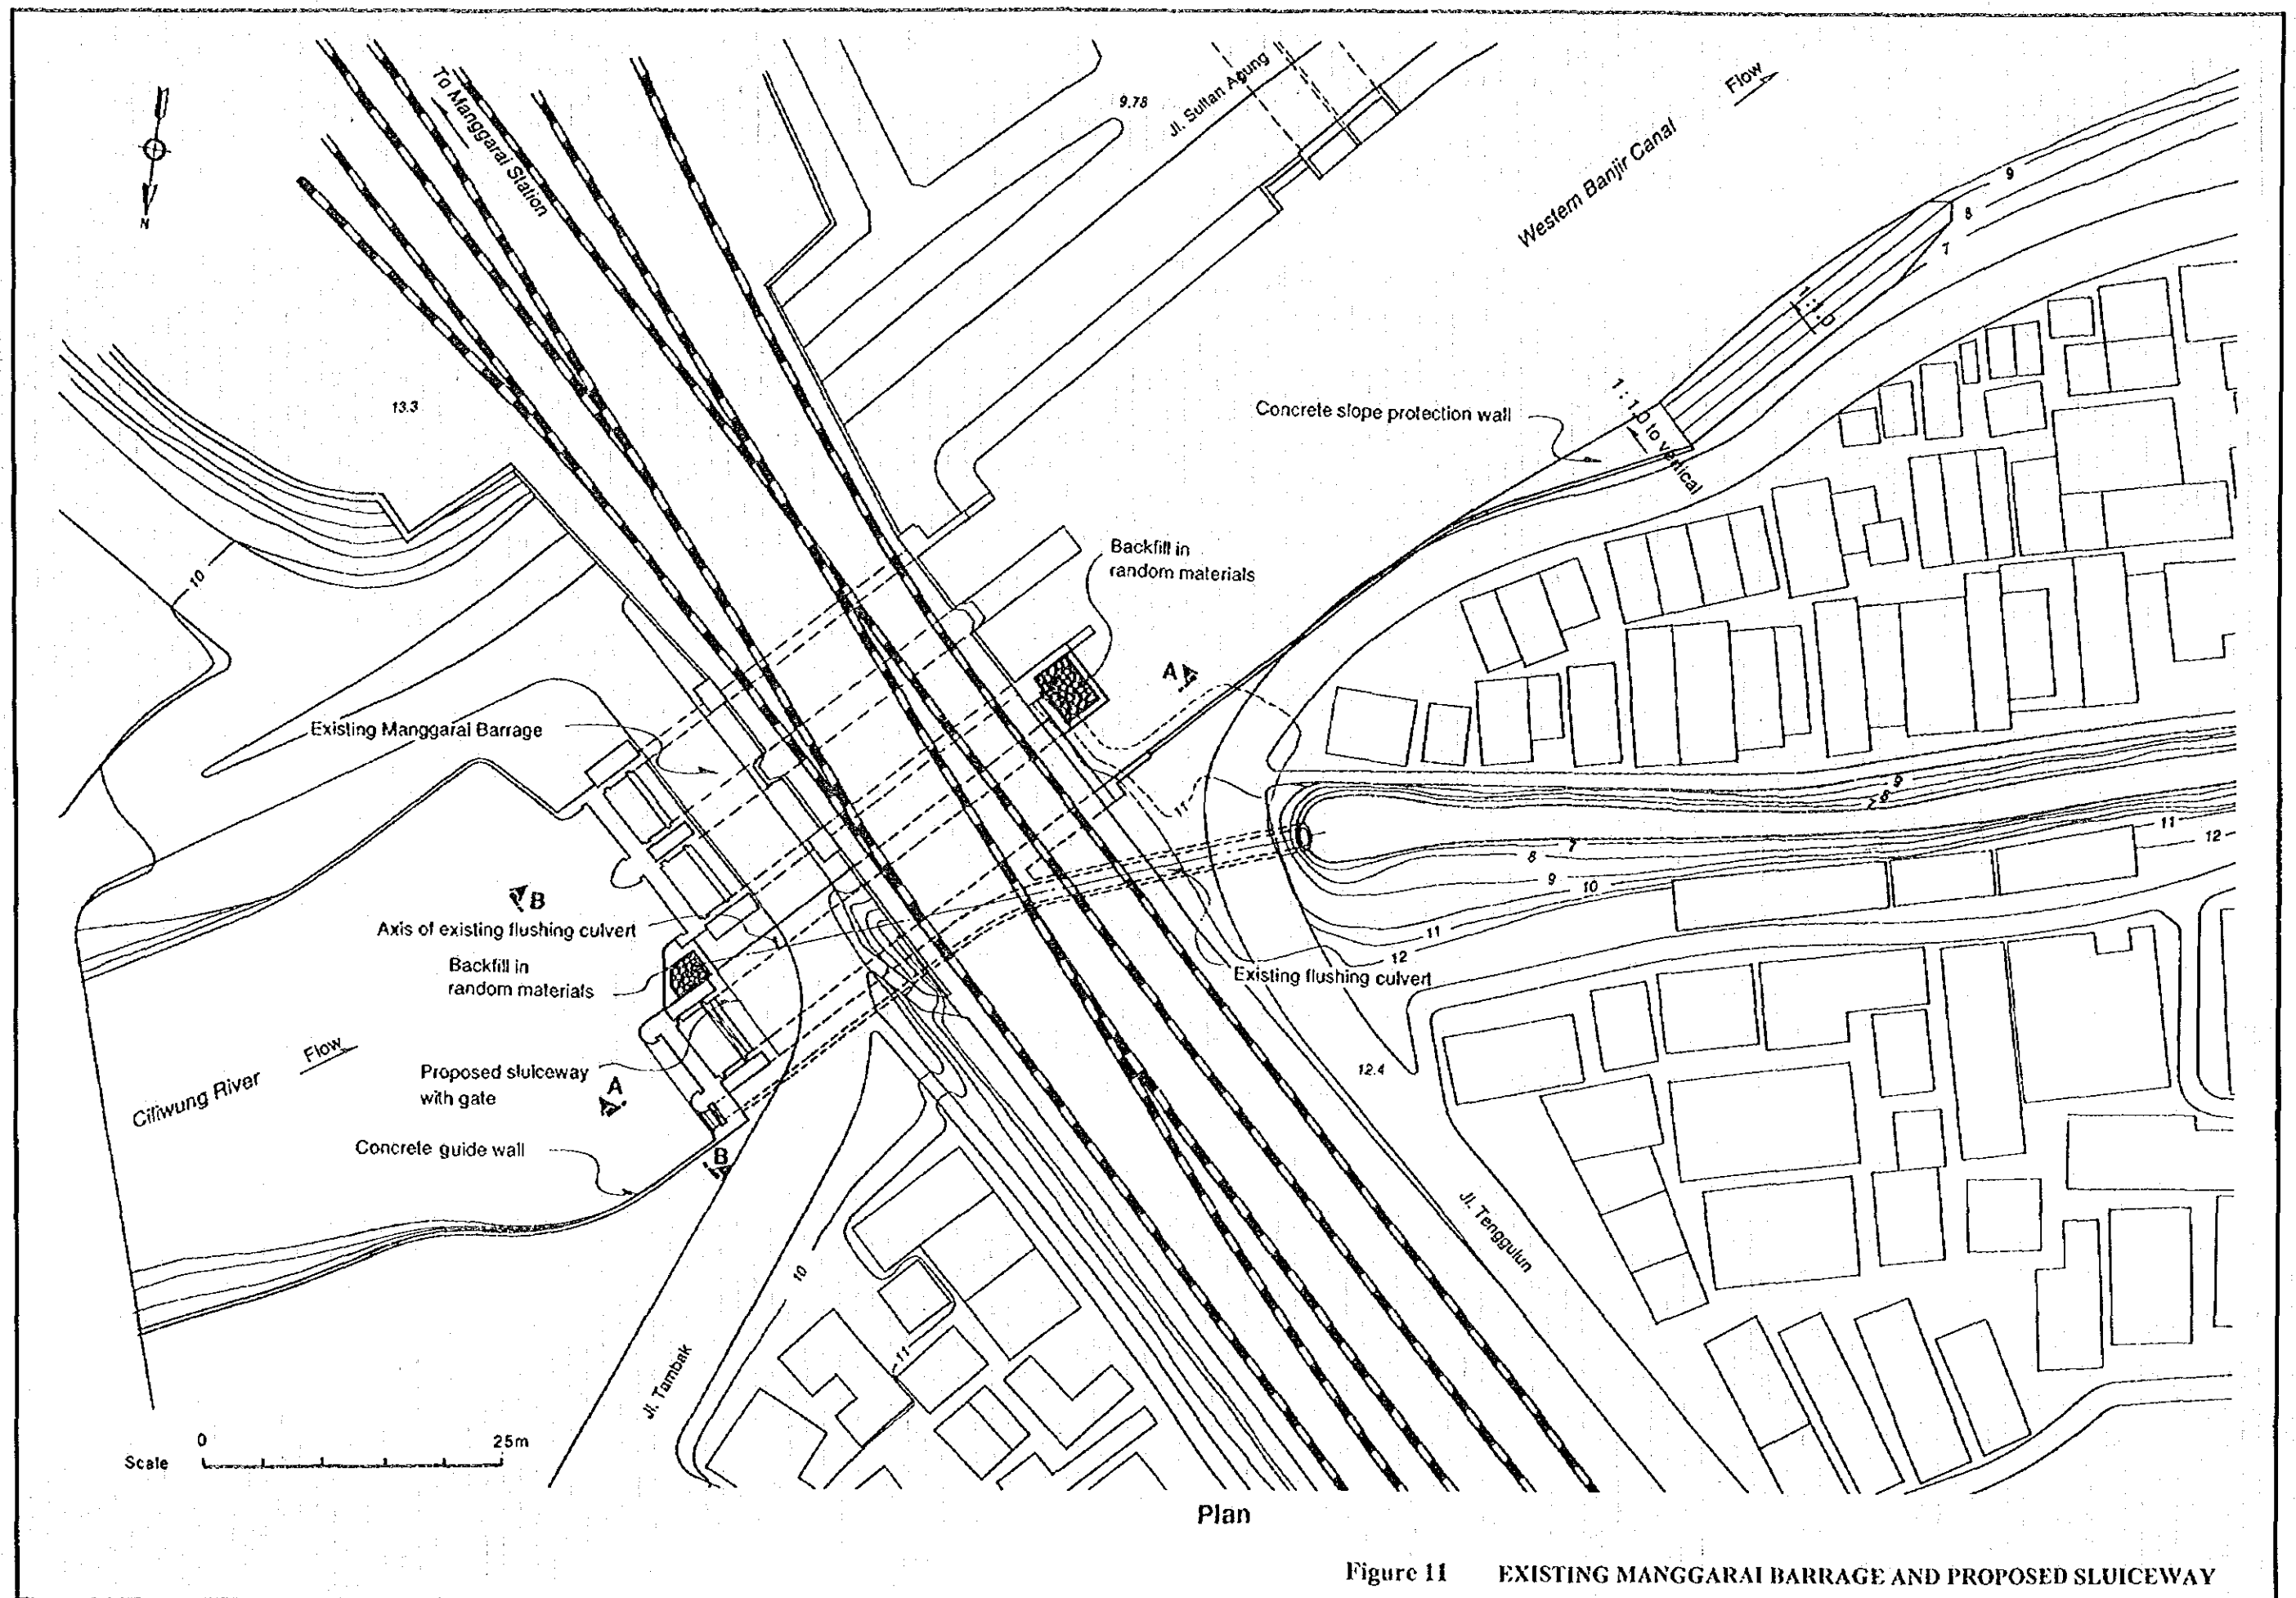 To Manggarai Station
9.78
Jl. Sultan Agung
Flow
Western Banjir Canal
N
9
8
7
1:1.0
13.3
Concrete slope protection wall
1 : 1.0 to vertical
10
Backfill in
random materials
A
Existing Manggarai Barrage
11
9
8
7
8
11
12
9
10
B
Axis of existing flushing culvert
11
12
Backfill in
random materials
Existing flushing culvert
Flow
Ciliwung River
Proposed sluiceway
with gate
A
12.4
Concrete guide wall
B
Jl. Tenggulun
10
11
Jl. Tambak
0
25m
Scale
Plan
Figure 11 EXISTING MANGGARAI BARRAGE AND PROPOSED SLUICEWAY